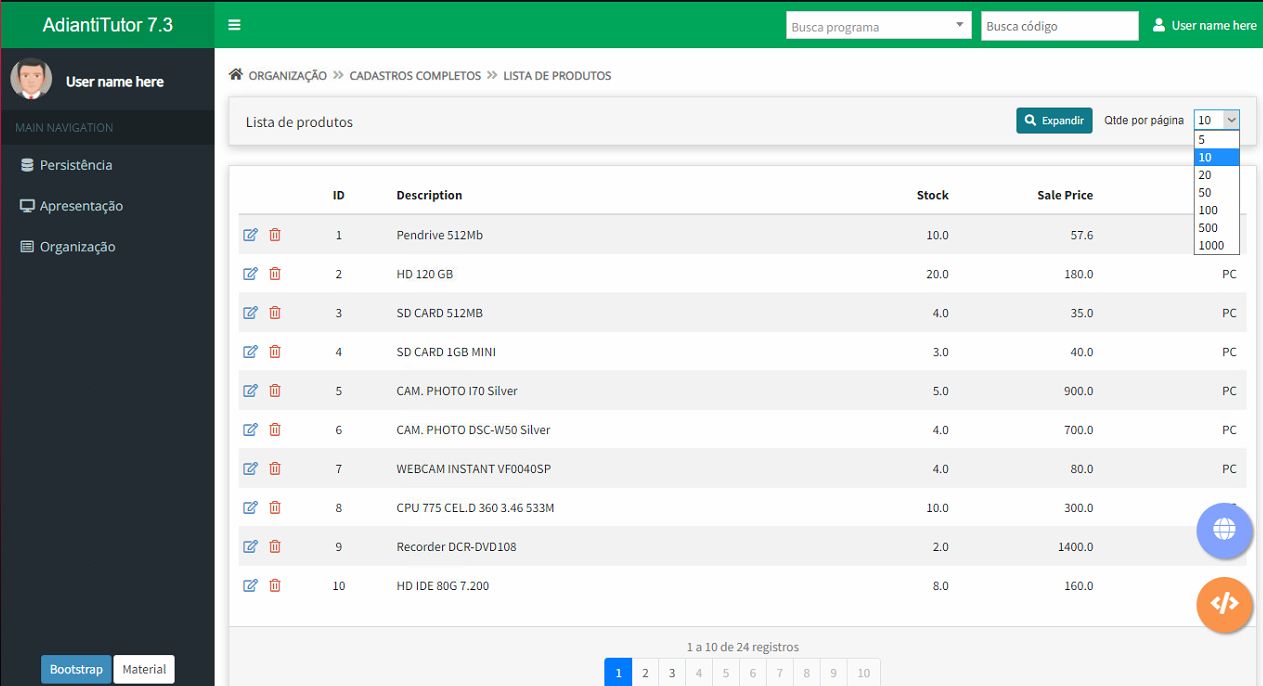 AdiantiTutor 7.3
Busca programa
Busca código
User name here
User name here
MAIN NAVIGATION
Persistência
Apresentação
Organização
Bootstrap
Material
ORGANIZAÇÃO » CADASTROS COMPLETOS » LISTA DE PRODUTOS
Lista de produtos
Expandir
Qtde por página
10
5
10
20
50
100
500
1000
ID Description Stock Sale Price
1 Pendrive 512Mb 10.0 57.6
2 HD 120 GB 20.0 180.0 PC
3 SD CARD 512MB 4.0 35.0 PC
4 SD CARD 1GB MINI 3.0 40.0 PC
5 CAM. PHOTO I70 Silver 5.0 900.0 PC
6 CAM. PHOTO DSC-W50 Silver 4.0 700.0 PC
7 WEBCAM INSTANT VF0040SP 4.0 80.0 PC
8 CPU 775 CEL.D 360 3.46 533M 10.0 300.0
9 Recorder DCR-DVD108 2.0 1400.0
10 HD IDE 80G 7.200 8.0 160.0
1 a 10 de 24 registros
1 2 3 4 5 6 7 8 9 10